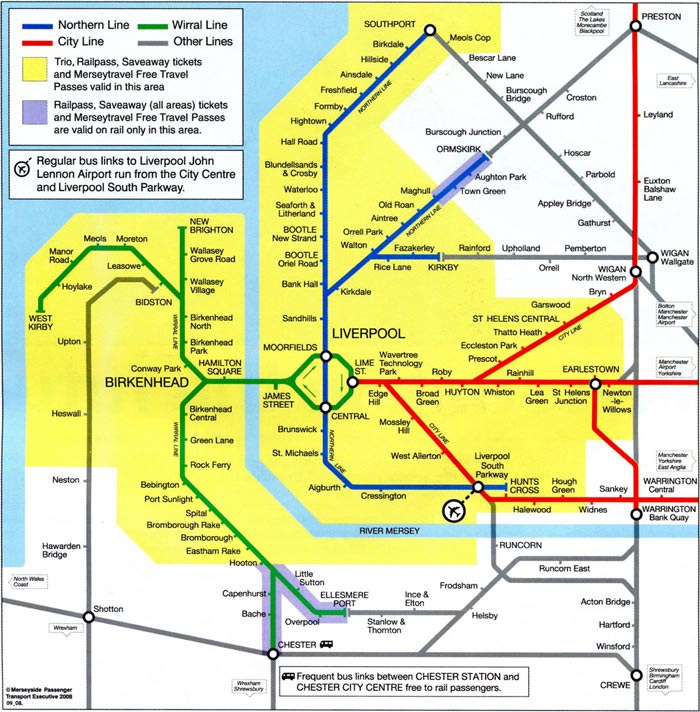 Northern Line
Wirral Line
City Line
Other Lines
Trio, Railpass, Saveaway tickets
and Merseytravel Free Travel
Passes valid in this area
Railpass, Saveaway (all areas) tickets
and Merseytravel Free Travel Passes
are valid on rail only in this area.
Regular bus links to Liverpool John
Lennon Airport run from the City Centre
and Liverpool South Parkway.
SOUTHPORT
Birkdale
Hillside
Ainsdale
Freshfield
Formby
Hightown
NORTHERN LINE
Hall Road
Blundellsands
& Crosby
Waterloo
Seaforth &
Litherland
BOOTLE
New Strand
BOOTLE
Oriel Road
Bank Hall
Sandhills
Kirkdale
Meols Cop
Bescar Lane
New Lane
Burscough
Bridge
Hoscar
Parbold
Appley Bridge
Gathurst
WIGAN
Wallgate
Scotland
The Lakes
Morecambe
Blackpool
PRESTON
East
Lancashire
Croston
Rufford
Burscough Junction
ORMSKIRK
Aughton Park
Town Green
Maghull
Old Roan
Aintree
Orrell Park
Walton
NORTHERN LINE
Leyland
Euxton
Balshaw
Lane
Fazakerley
Rice Lane
KIRKBY
Rainford
Upholland
Orrell
Pemberton
WIGAN
North Western
Bryn
Garswood
ST HELENS CENTRAL
Thatto Heath
Eccleston Park
Prescot
CITY LINE
Bolton
Manchester
Manchester
Airport
Manchester
Airport
Yorkshire
NEW
BRIGHTON
Wallasey
Grove Road
Wallasey
Village
Birkenhead
North
Birkenhead
Park
WIRRAL LINE
Meols
Moreton
Manor
Road
Leasowe
Hoylake
WEST
KIRBY
BIDSTON
Upton
Heswall
Neston
Hawarden
Bridge
Shotton
Conway Park
HAMILTON
SQUARE
BIRKENHEAD
Birkenhead
Central
Green Lane
Rock Ferry
WIRRAL LINE
Bebington
Port Sunlight
Spital
Bromborough Rake
Bromborough
Eastham Rake
Hooton
LIVERPOOL
MOORFIELDS
LIME
ST.
JAMES
STREET
CENTRAL
Wavertree
Technology
Park
Edge
Hill
Broad
Green
Roby
HUYTON
Whiston
Rainhill
Lea
Green
St Helens
Junction
EARLESTOWN
Newton
-le-
Willows
Brunswick
St. Michaels
NORTHERN
LINE
Aigburth
Cressington
Mossley
Hill
West Allerton
CITY LINE
Liverpool
South
Parkway
HUNTS
CROSS
Halewood
Hough
Green
Widnes
Sankey
WARRINGTON
Central
WARRINGTON
Bank Quay
Manchester
Yorkshire
East Anglia
RIVER MERSEY
RUNCORN
Runcorn East
Frodsham
Helsby
Acton Bridge
Hartford
Winsford
CREWE
Shrewsbury
Birmingham
Cardiff
London
Capenhurst
Bache
Little
Sutton
Overpool
ELLESMERE
PORT
Ince &
Elton
Stanlow &
Thornton
CHESTER
North Wales
Coast
Wrexham
Wrexham
Shrewsbury
Frequent bus links between CHESTER STATION and
CHESTER CITY CENTRE free to rail passengers.
© Merseyside Passenger
Transport Executive 2008
09_08.